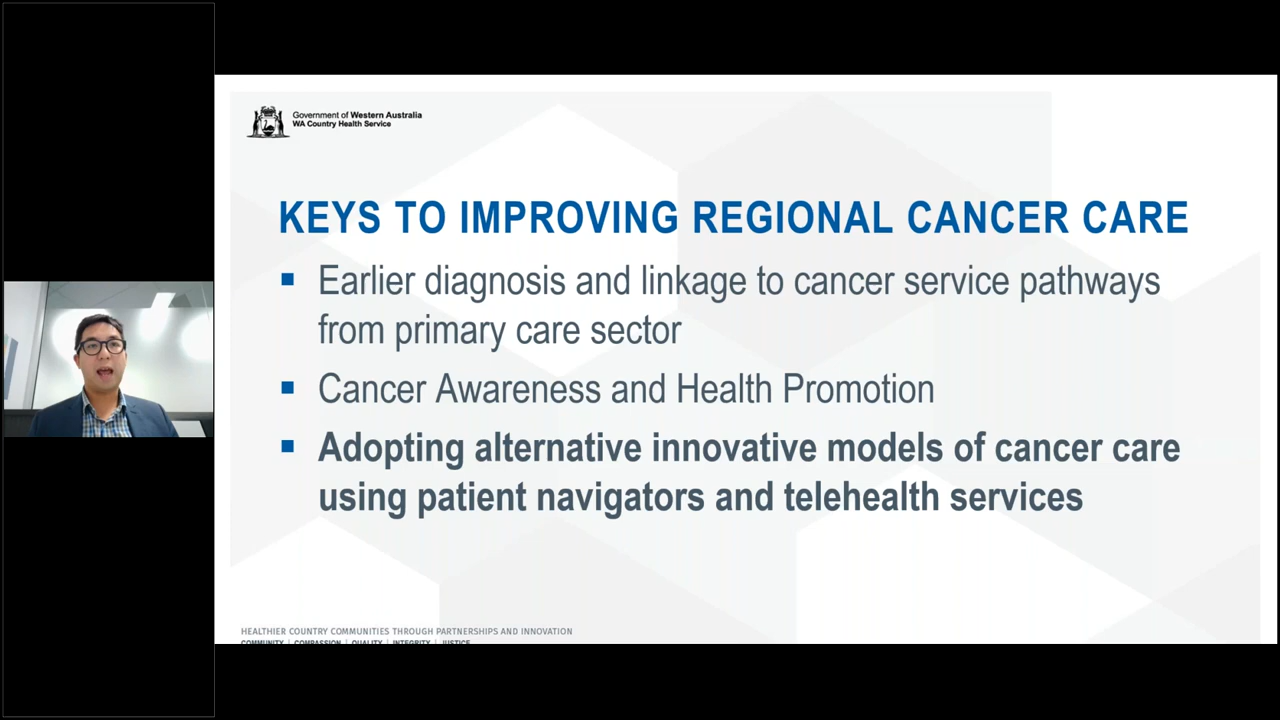 Government of Western Australia
WA Country Health Service
KEYS TO IMPROVING REGIONAL CANCER CARE
▪ Earlier diagnosis and linkage to cancer service pathways
from primary care sector
▪ Cancer Awareness and Health Promotion
▪ Adopting alternative innovative models of cancer care
using patient navigators and telehealth services
HEALTHIER COUNTRY COMMUNITIES THROUGH PARTNERSHIPS AND INNOVATION
COMMUNITY | COMPASSION | QUALITY | INTEGRITY | JUSTICE